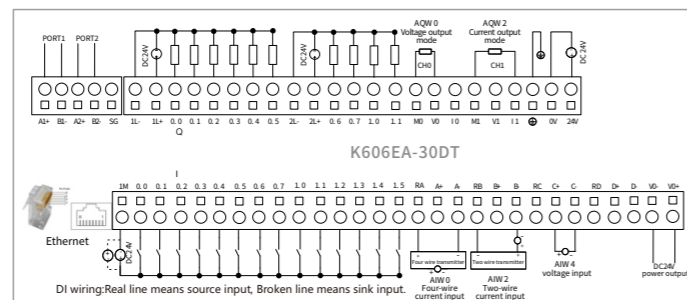 AQW 0
Voltage output
mode
AQW 2
Current output
mode
PORT1 PORT2
DC24V
DC24V
DC 24V
CH0
CH1
A1+ B1- A2+ B2- SG
1L- 1L+ 0.0 0.1 0.2 0.3 0.4 0.5 2L- 2L+ 0.6 0.7 1.0 1.1 M0 V0 I0 M1 V1 I1 0V 24V
Q
K606EA-30DT
I
1M 0.0 0.1 0.2 0.3 0.4 0.5 0.6 0.7 1.0 1.1 1.2 1.3 1.4 1.5 RA A+ A- RB B+ B- RC C+ C- RD D+ D- V0- V0+
Ethernet
DC24V
Four wire transmitter
Two-wire transmitter
AIW 0
Four-wire
current input
AIW 2
Two-wire
current input
AIW 4
voltage input
DC24V
power output
DI wiring:Real line means source input, Broken line means sink input.